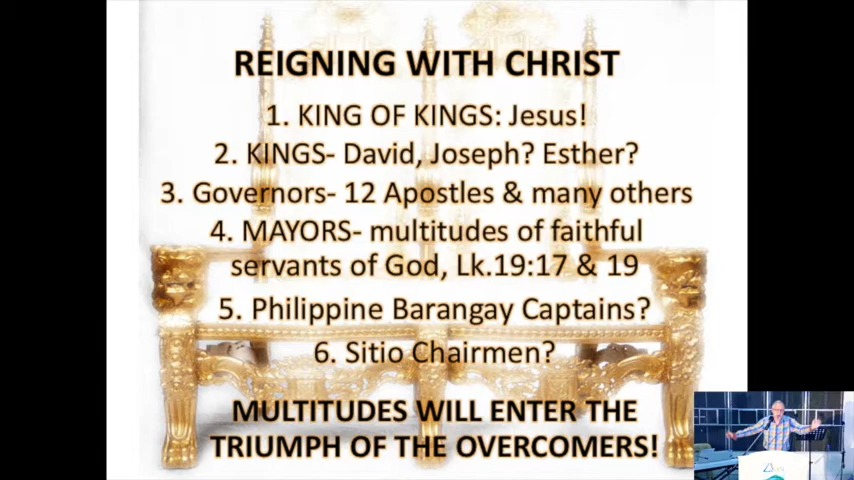 REIGNING WITH CHRIST
1. KING OF KINGS: Jesus!
2. KINGS- David, Joseph? Esther?
3. Governors- 12 Apostles & many others
4. MAYORS- multitudes of faithful
servants of God, Lk.19:17 & 19
5. Philippine Barangay Captains?
6. Sitio Chairmen?
MULTITUDES WILL ENTER THE
TRIUMPH OF THE OVERCOMERS!